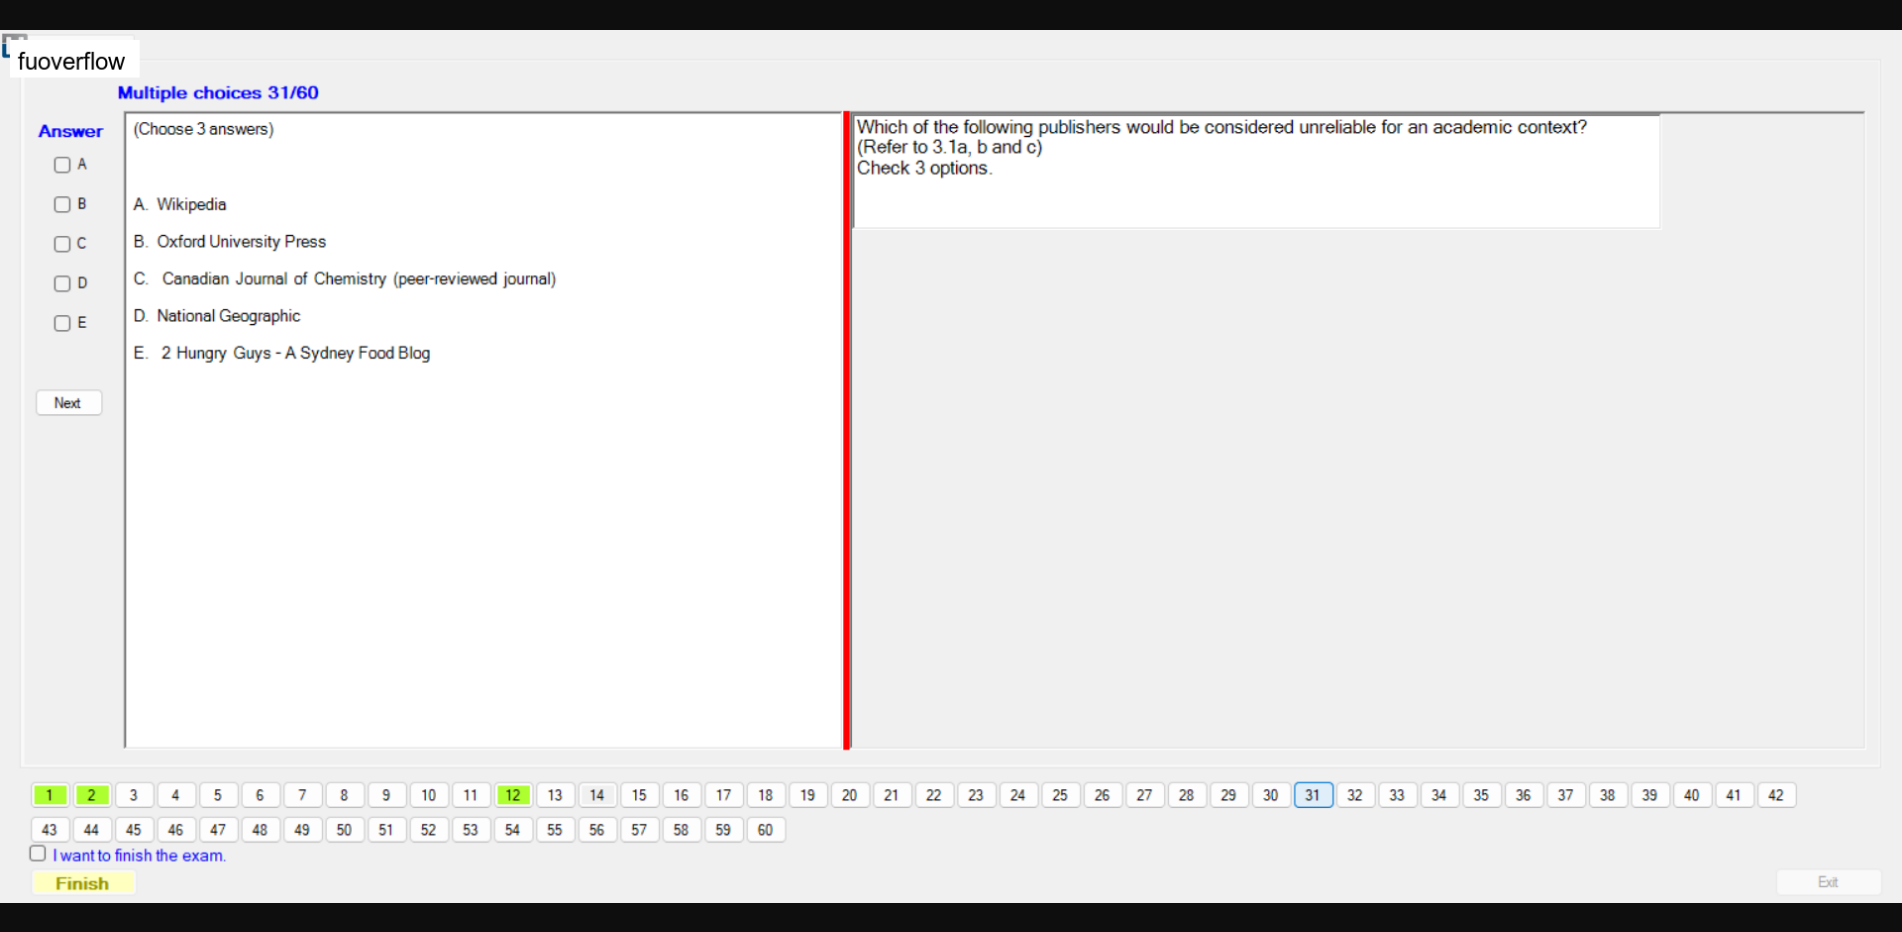 fuoverflow
Multiple choices 31/60
Answer
A
B
C
D
E
Next
(Choose 3 answers)
A. Wikipedia
B. Oxford University Press
C. Canadian Journal of Chemistry (peer-reviewed journal)
D. National Geographic
E. 2 Hungry Guys - A Sydney Food Blog
Which of the following publishers would be considered unreliable for an academic context?
(Refer to 3.1a, b and c)
Check 3 options.
1 2 3 4 5 6 7 8 9 10 11 12 13 14 15 16 17 18 19 20 21 22 23 24 25 26 27 28 29 30 31 32 33 34 35 36 37 38 39 40 41 42
43 44 45 46 47 48 49 50 51 52 53 54 55 56 57 58 59 60
I want to finish the exam.
Finish
Exit